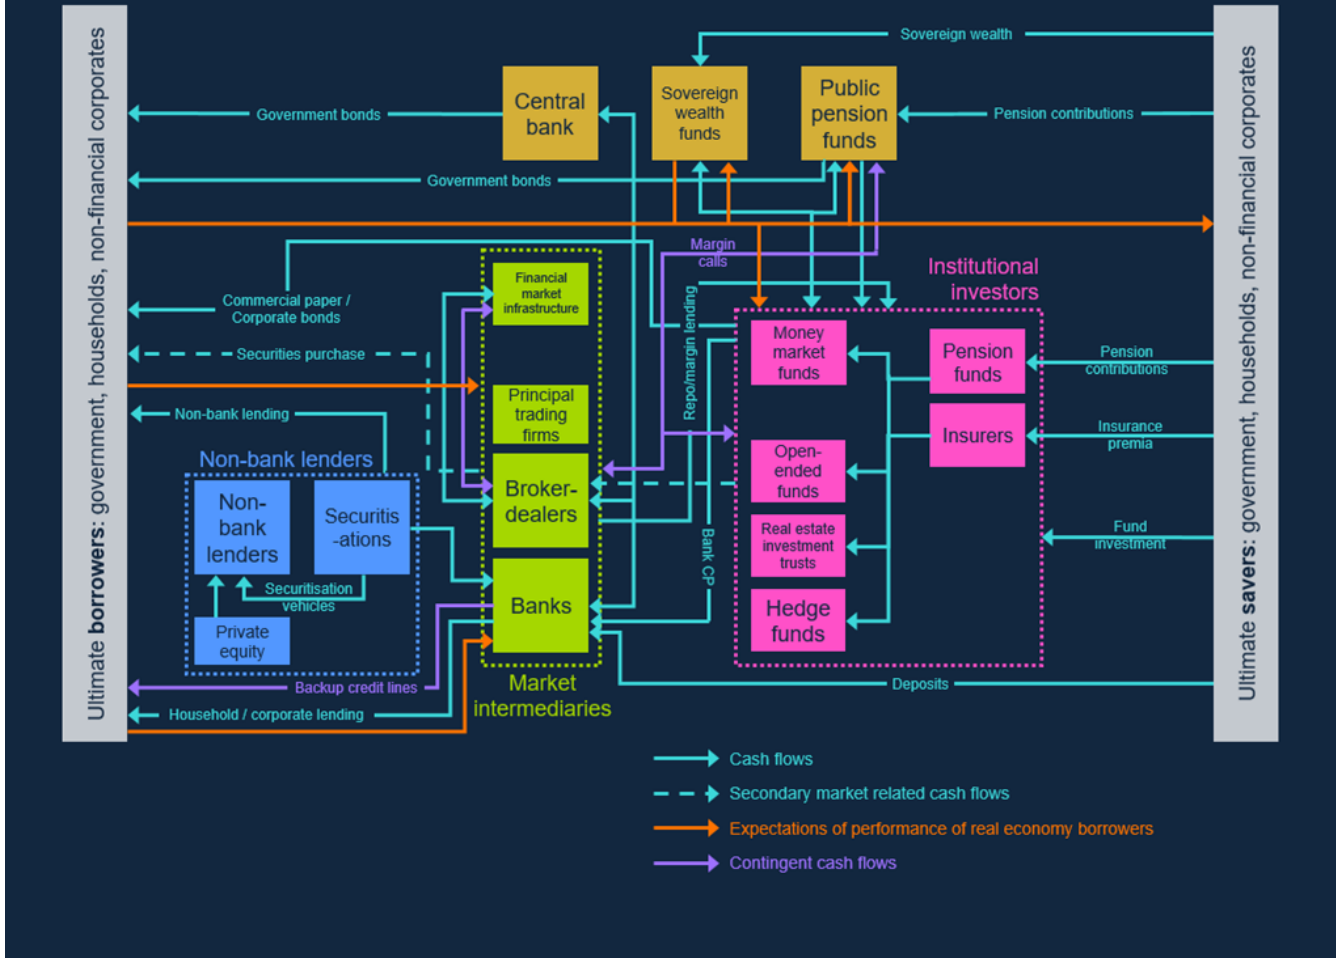 Ultimate borrowers: government, households, non-financial corporates
Sovereign wealth
Central
bank
Sovereign
wealth
funds
Public
pension
funds
Government bonds
Pension contributions
Government bonds
Margin
calls
Institutional
investors
Financial
market
infrastructure
Commercial paper /
Corporate bonds
Repo/margin lending
Money
market
funds
Pension
funds
Pension
contributions
Securities purchase
Principal
trading
firms
Non-bank lending
Insurers
Insurance
premia
Non-bank lenders
Open-
ended
funds
Non-
bank
lenders
Securitis
-ations
Broker-
dealers
Bank CP
Real estate
investment
trusts
Fund
investment
Securitisation
vehicles
Banks
Hedge
funds
Private
equity
Backup credit lines
Market
intermediaries
Deposits
Household / corporate lending
Ultimate savers: government, households, non-financial corporates
Cash flows
Secondary market related cash flows
Expectations of performance of real economy borrowers
Contingent cash flows